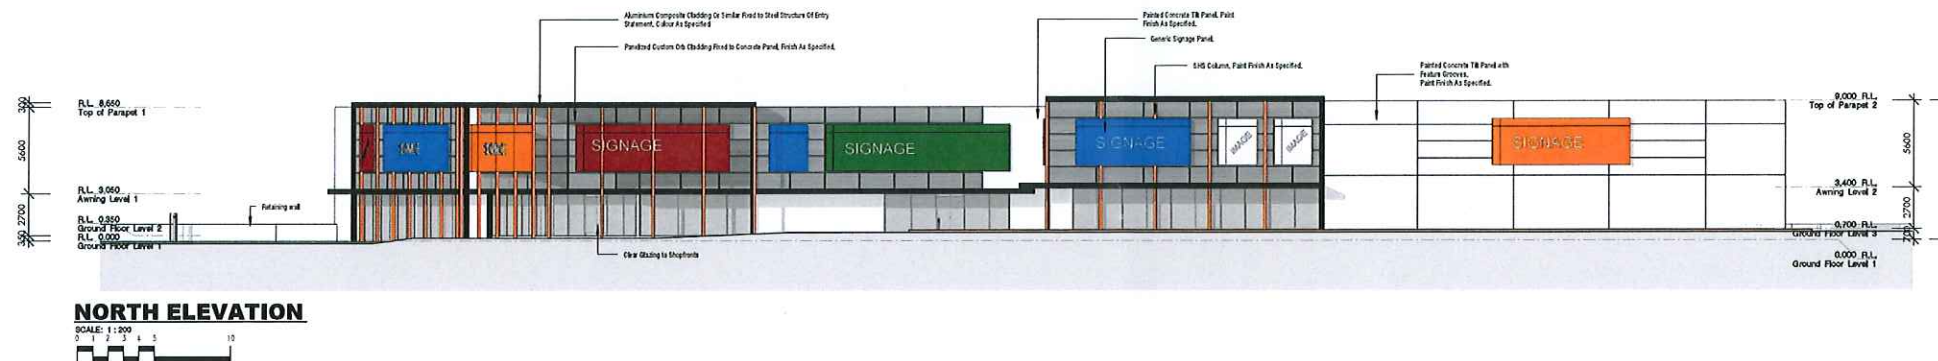 Aluminium Composite Cladding Or Similar Fixed to Steel Structure Of Entry
Statement, Colour As Specified
Panelized Custom Orb Cladding Fixed to Concrete Panel, Finish As Specified.
Painted Concrete Tilt Panel, Paint
Finish As Specified.
Generic Signage Panel.
SHS Column, Paint Finish As Specified.
Painted Concrete Tilt Panel with
Feature Grooves,
Paint Finish As Specified.
R.L. 8.650
Top of Parapet 1
9.000 R.L.
Top of Parapet 2
300
5600
5600
SIGNAGE
SIGNAGE
SIGNAGE
SIGNAGE
R.L. 3.050
Awning Level 1
3.400 R.L.
Awning Level 2
2700
2700
Retaining wall
R.L. 0.350
Ground Floor Level 2
R.L. 0.000
Ground Floor Level 1
350
0.700 R.L.
Ground Floor Level 3
700
0.000 R.L.
Ground Floor Level 1
Clear Glazing to Shopfronts
NORTH ELEVATION
SCALE: 1 : 200
0 1 2 3 4 5 10